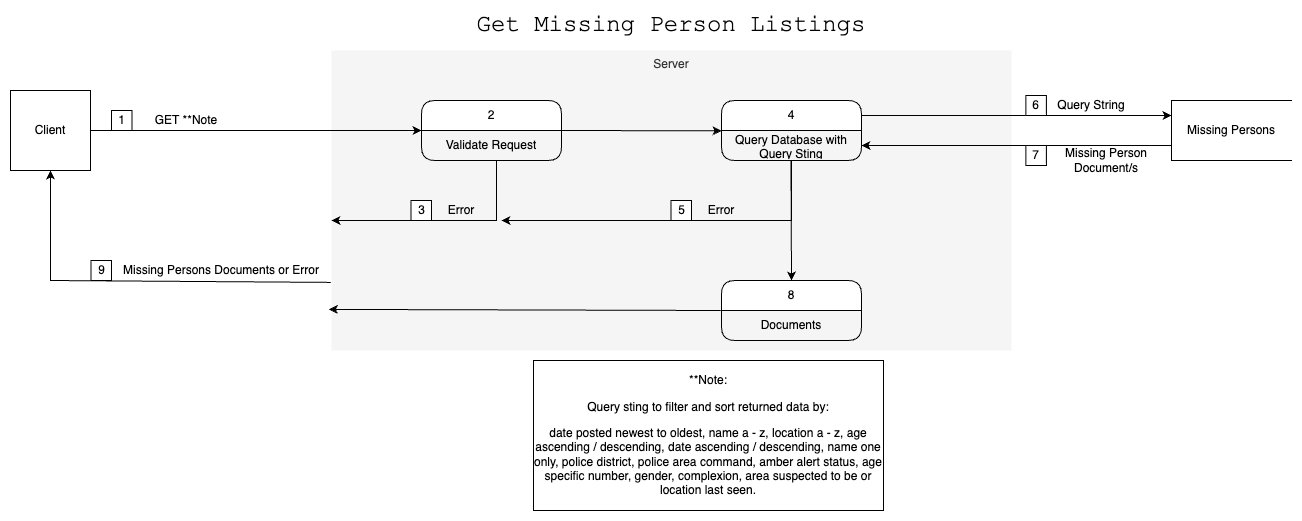 Get Missing Person Listings
Server
Client
1
GET **Note
2
Validate Request
4
Query Database with
Query Sting
6
Query String
Missing Persons
7
Missing Person
Document/s
3
Error
5
Error
9
Missing Persons Documents or Error
8
Documents
**Note:
Query sting to filter and sort returned data by:
date posted newest to oldest, name a - z, location a - z, age
ascending / descending, date ascending / descending, name one
only, police district, police area command, amber alert status, age
specific number, gender, complexion, area suspected to be or
location last seen.